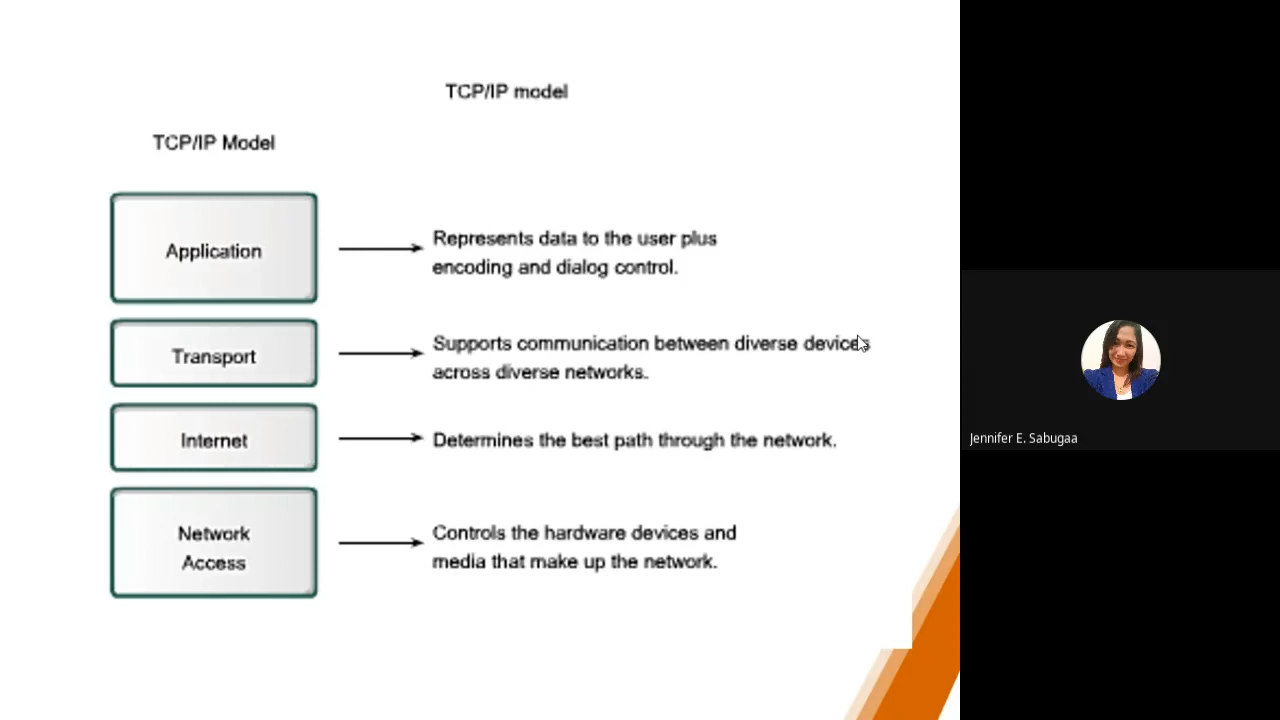 TCP/IP model
TCP/IP Model
Application
Represents data to the user plus
encoding and dialog control.
Transport
Supports communication between diverse devices
across diverse networks.
Internet
Determines the best path through the network.
Network
Access
Controls the hardware devices and
media that make up the network.
Jennifer E. Sabugaa